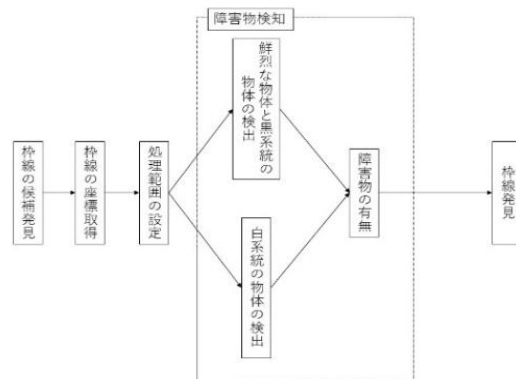 障害物検知
枠線の候補発見
枠線の座標取得
処理範囲の設定
鮮烈な物体と黒系統の
物体の検出
白系統の物体の検出
障害物の有無
枠線発見